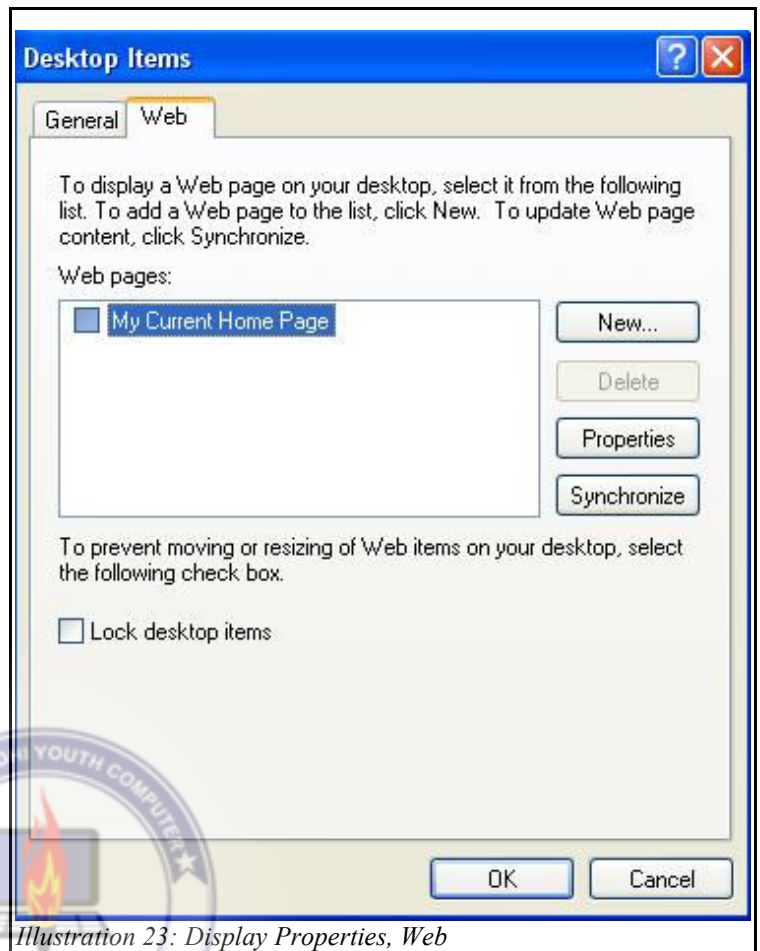 Desktop Items
General Web
To display a Web page on your desktop, select it from the following
list. To add a Web page to the list, click New. To update Web page
content, click Synchronize.
Web pages:
My Current Home Page
New...
Delete
Properties
Synchronize
To prevent moving or resizing of Web items on your desktop, select
the following check box.
Lock desktop items
YOUTH COMPUTER
OK Cancel
Illustration 23: Display Properties, Web